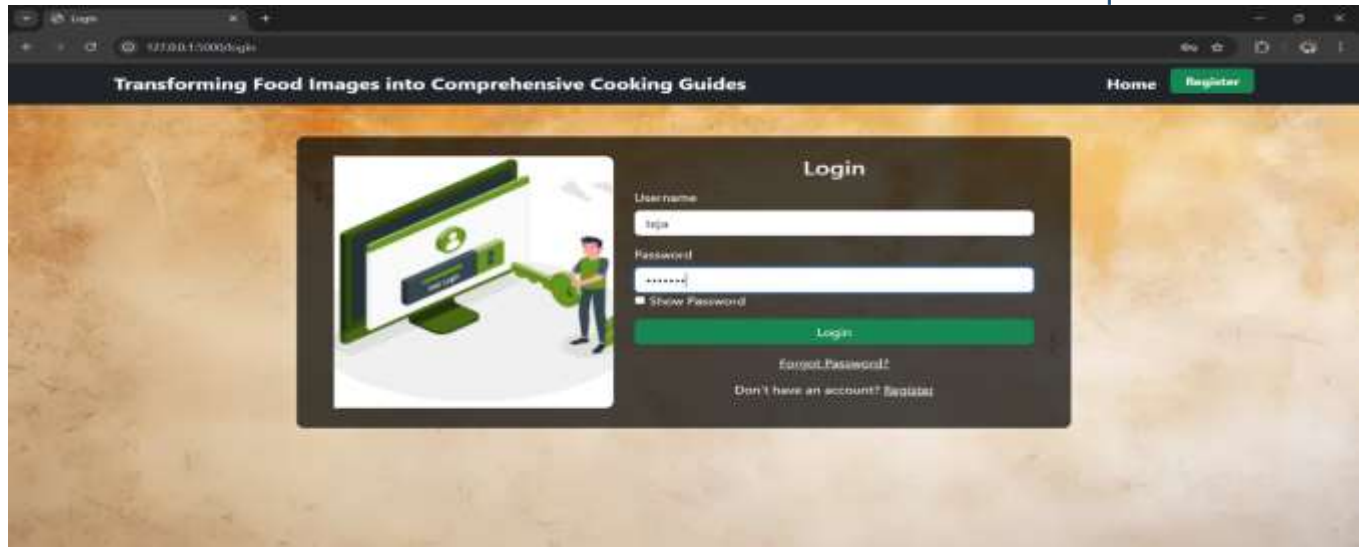 Login
127.0.0.1:5000/login
Transforming Food Images into Comprehensive Cooking Guides
Home
Register
Login
Username
teja
Password
Show Password
Login
Forgot Password?
Don't have an account? Register